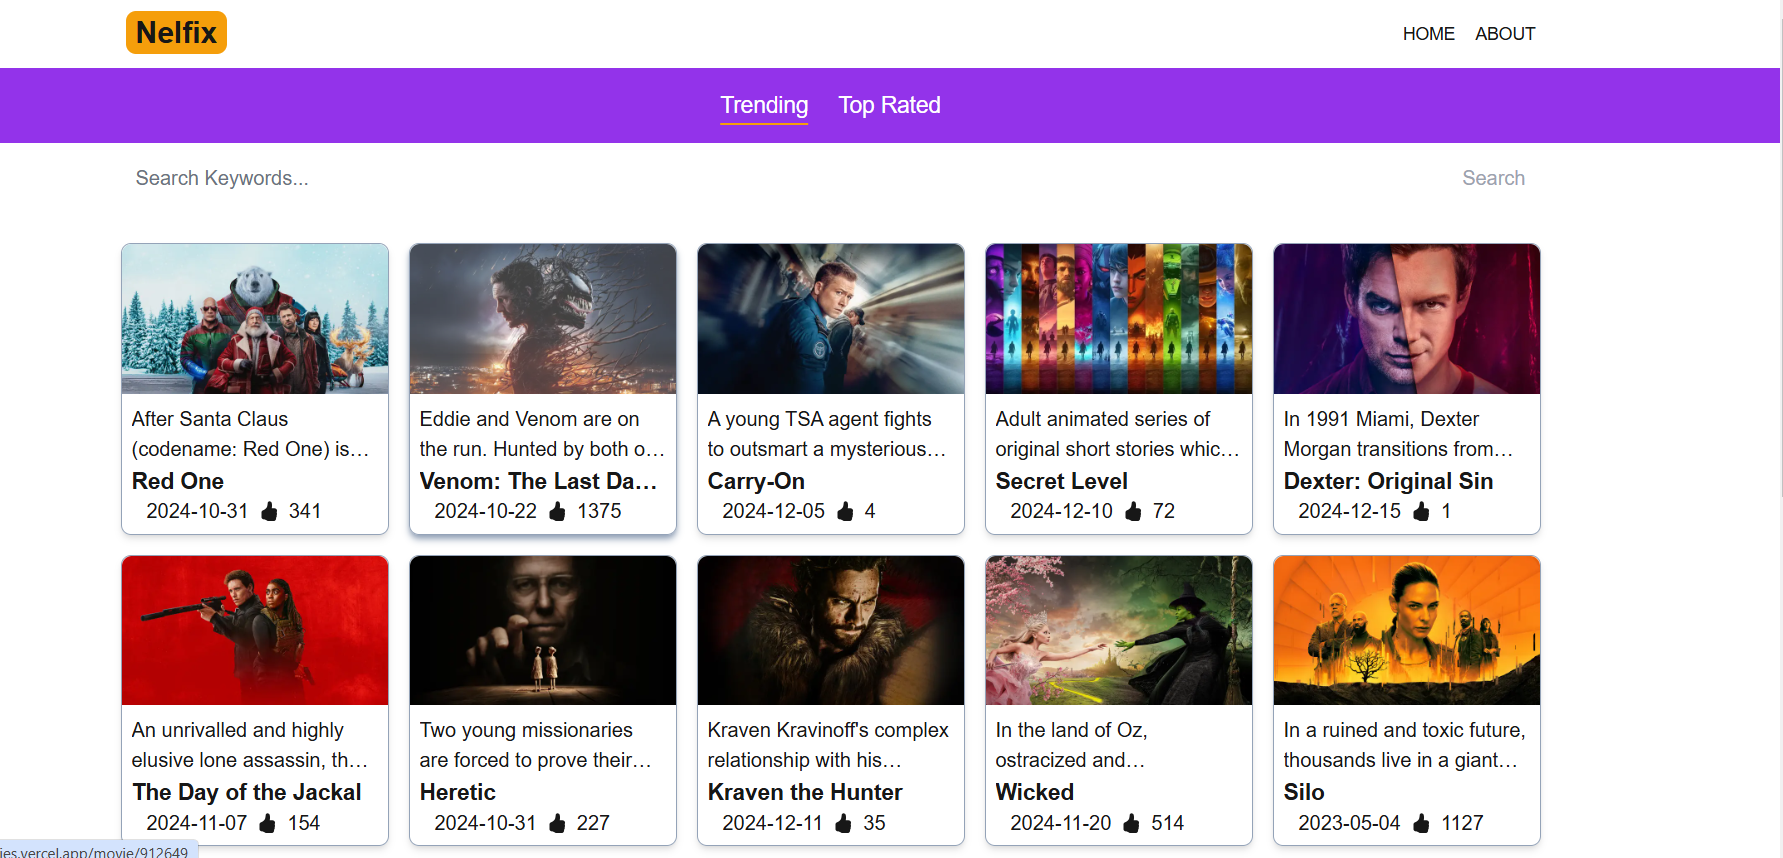 Nelfix
HOME ABOUT
Trending Top Rated
Search Keywords...
Search
After Santa Claus
(codename: Red One) is...
Red One
2024-10-31 341
Eddie and Venom are on
the run. Hunted by both o...
Venom: The Last Da...
2024-10-22 1375
A young TSA agent fights
to outsmart a mysterious...
Carry-On
2024-12-05 4
Adult animated series of
original short stories whic...
Secret Level
2024-12-10 72
In 1991 Miami, Dexter
Morgan transitions from...
Dexter: Original Sin
2024-12-15 1
An unrivalled and highly
elusive lone assassin, th...
The Day of the Jackal
2024-11-07 154
Two young missionaries
are forced to prove their...
Heretic
2024-10-31 227
Kraven Kravinoff's complex
relationship with his...
Kraven the Hunter
2024-12-11 35
In the land of Oz,
ostracized and...
Wicked
2024-11-20 514
In a ruined and toxic future,
thousands live in a giant...
Silo
2023-05-04 1127
ies.vercel.app/movie/912649